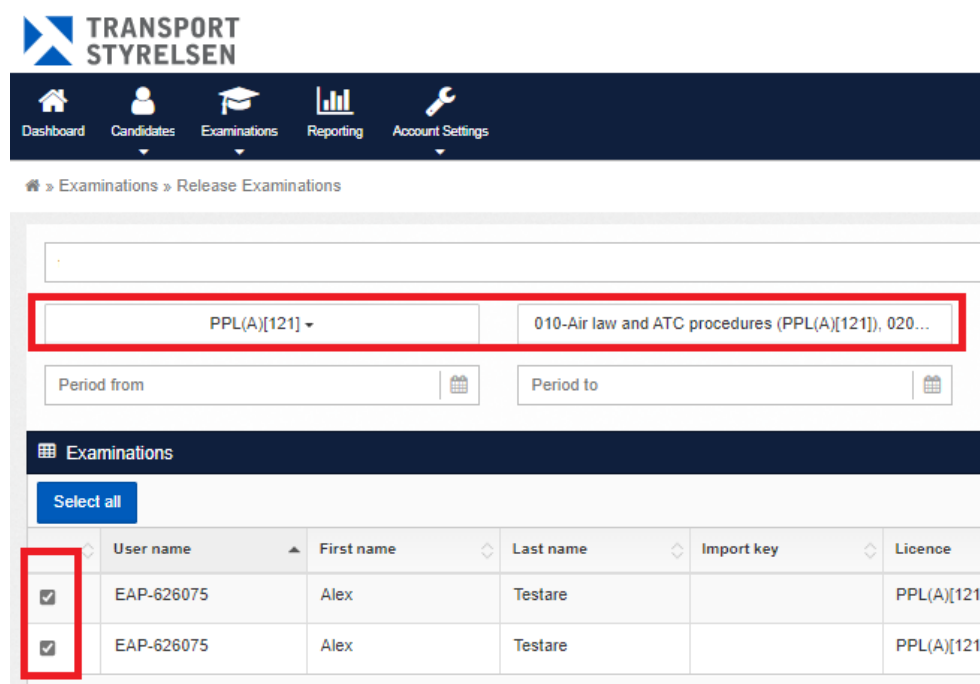 TRANSPORT
STYRELSEN
Dashboard Candidates Examinations Reporting Account Settings
» Examinations » Release Examinations
PPL(A)[121] 010-Air law and ATC procedures (PPL(A)[121]), 020...
Period from Period to
Examinations
Select all
User name First name Last name Import key Licence
EAP-626075 Alex Testare PPL(A)[121
EAP-626075 Alex Testare PPL(A)[121